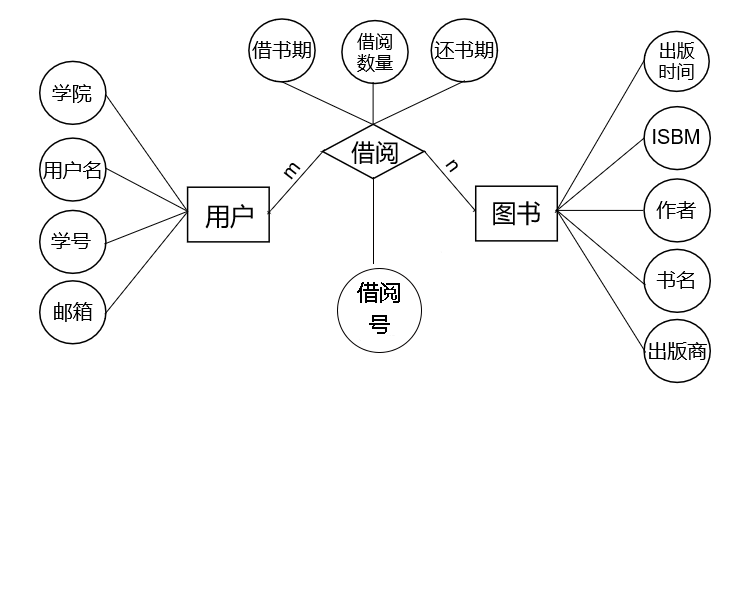 借书期
借阅
数量
还书期
出版
时间
学院
ISBM
用户名
m
借阅
n
学号
用户
图书
作者
邮箱
借阅
号
书名
出版商